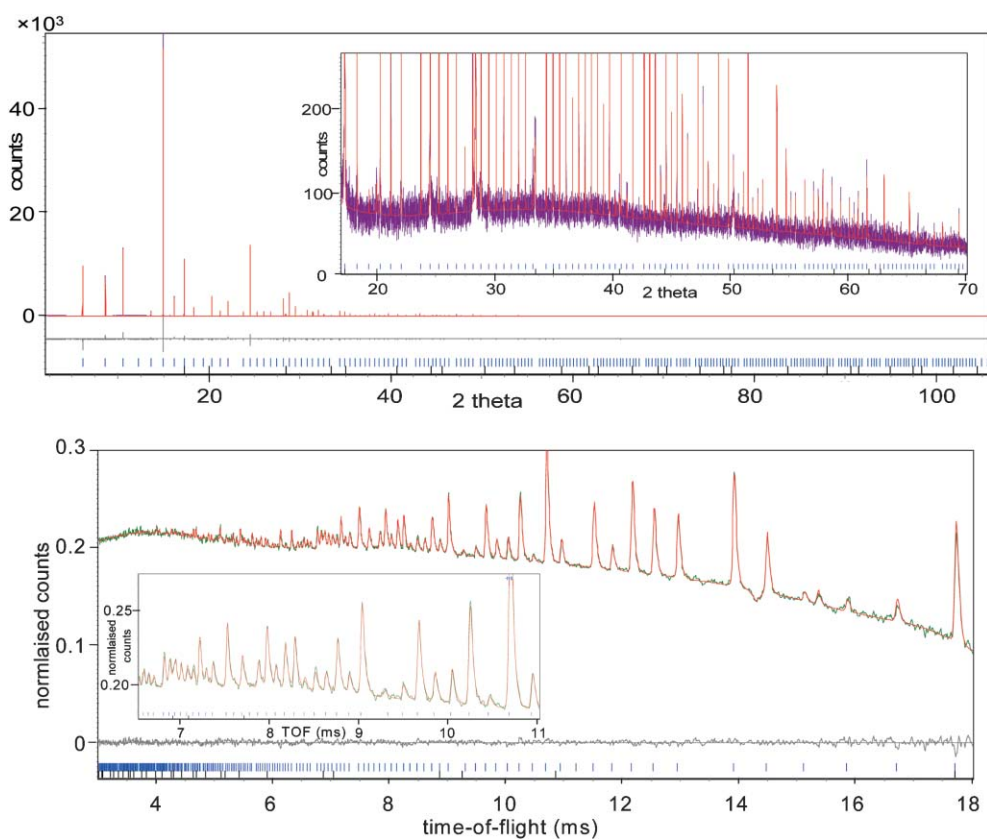 ×10³
40
20
0
counts
200
100
0
counts
20 30 40 50 60 70
2 theta
20 40 60 80 100
2 theta
0.3
0.2
0.1
0
normlaised counts
0.25
0.20
normlaised
counts
7 8 TOF (ms) 9 10 11
4 6 8 10 12 14 16 18
time-of-flight (ms)